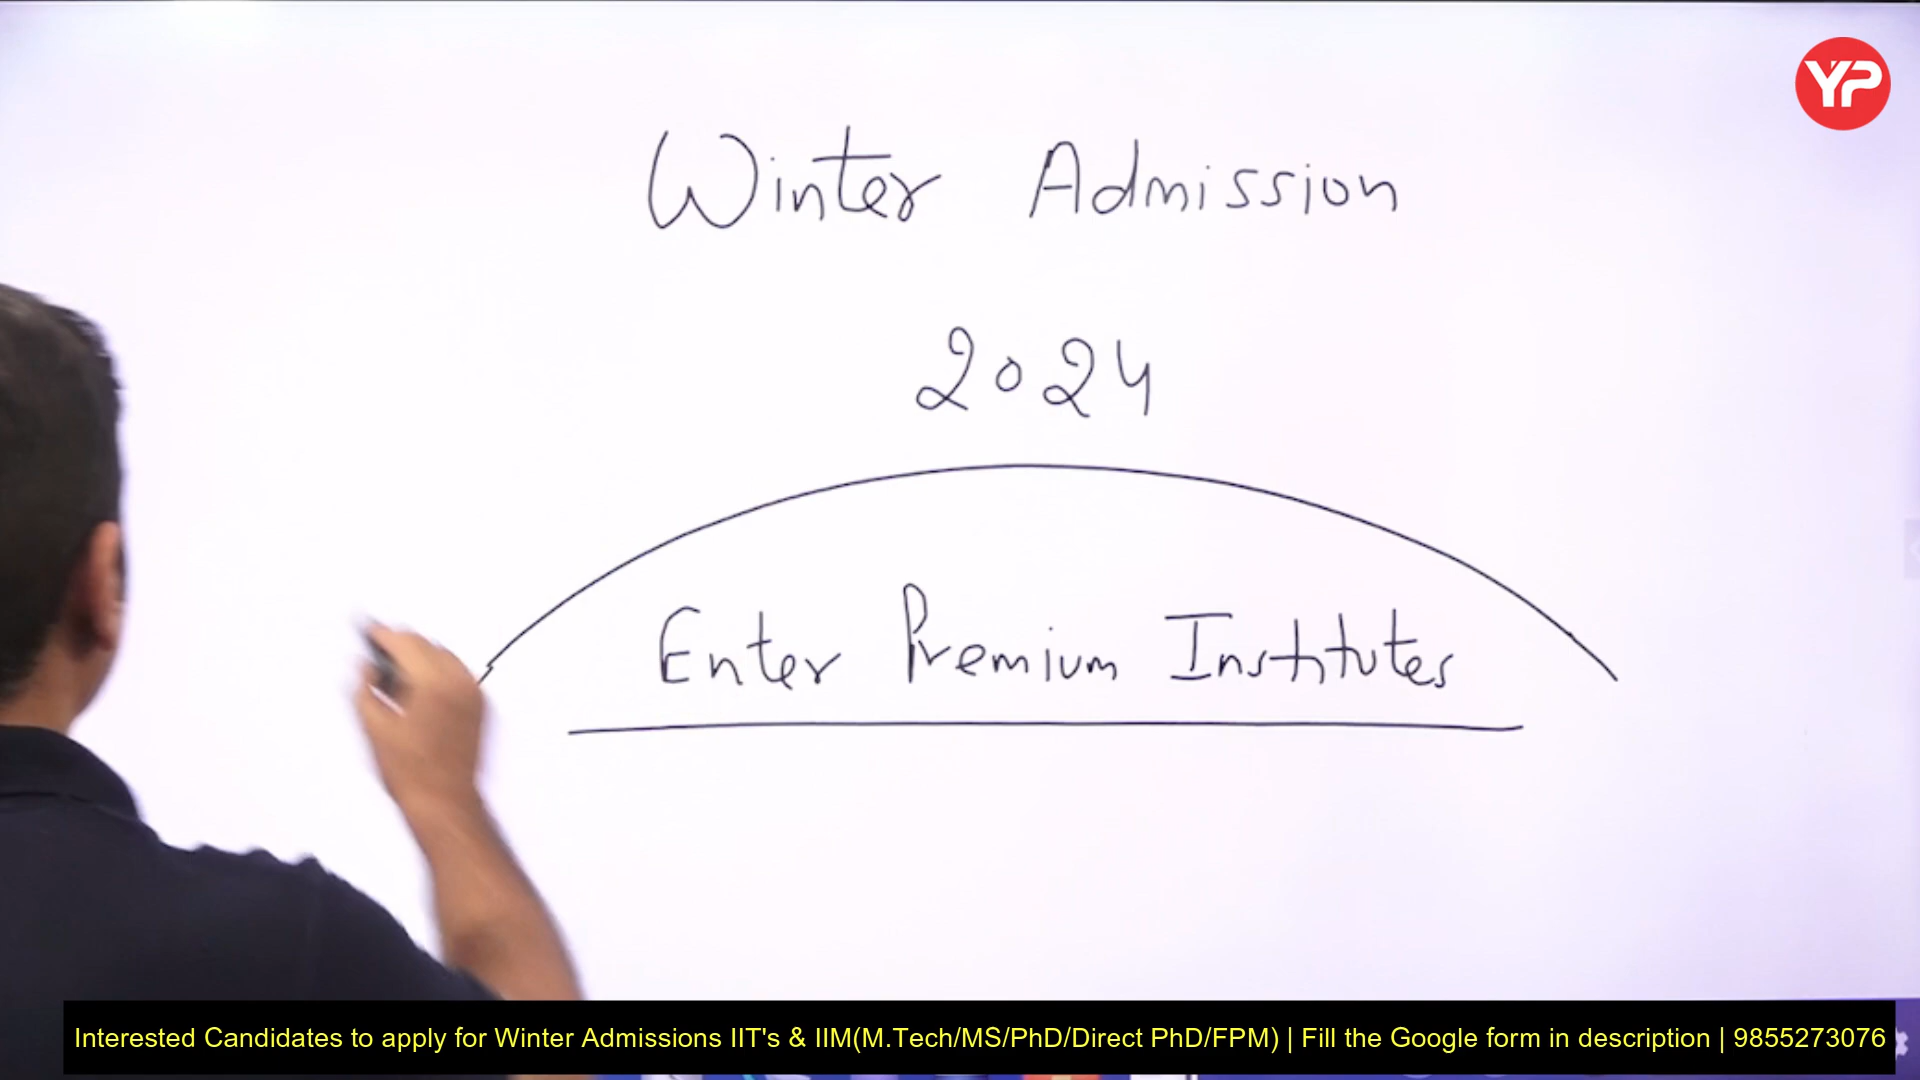 YP
Winter Admission
2024
Enter Premium Institutes
Interested Candidates to apply for Winter Admissions IIT's & IIM(M.Tech/MS/PhD/Direct PhD/FPM) | Fill the Google form in description | 9855273076